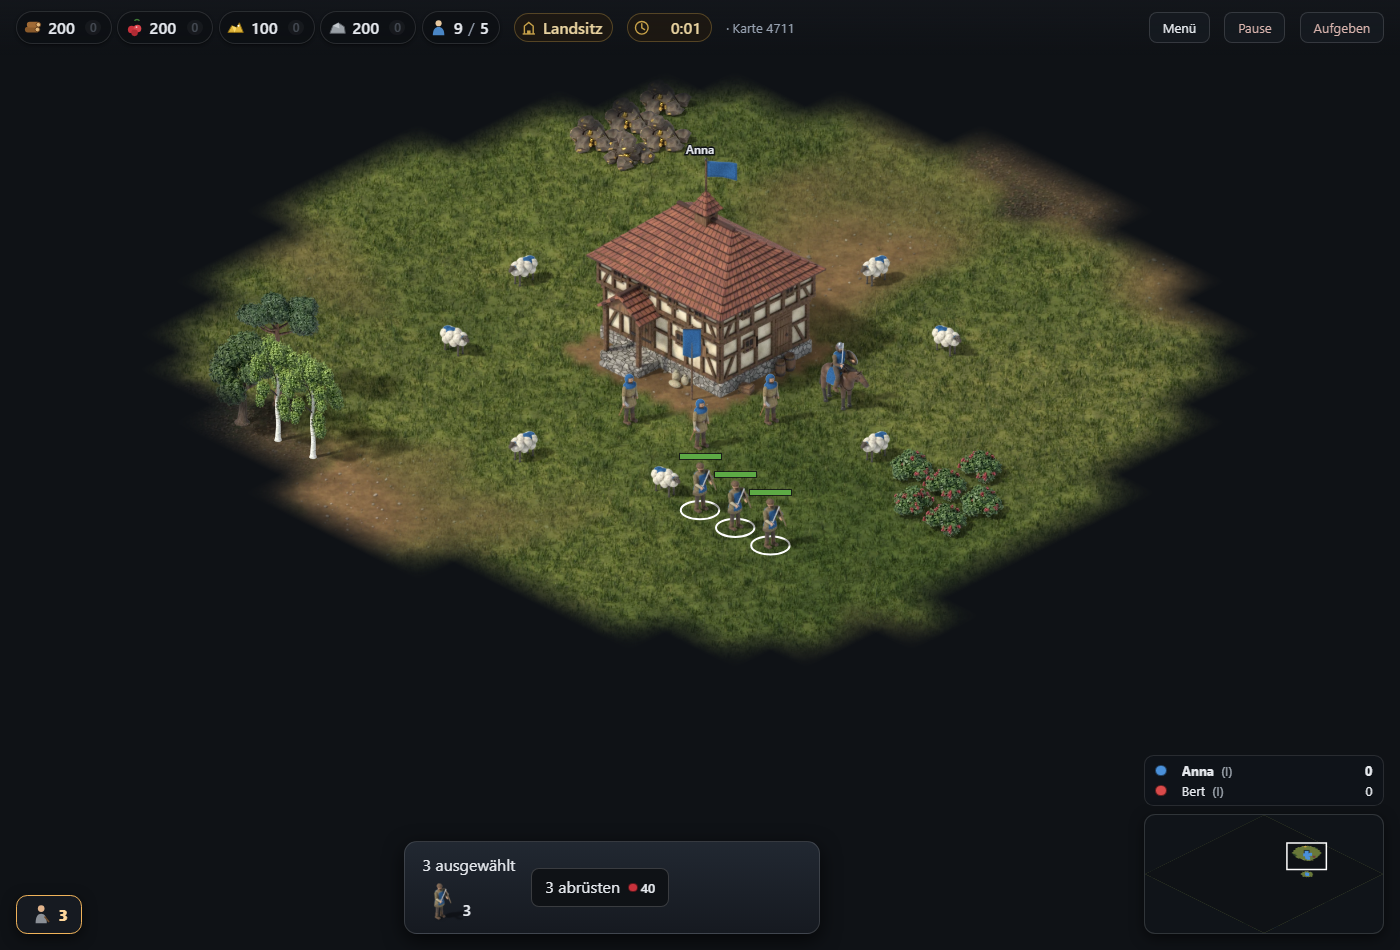 200 0 200 0 100 0 200 0 9 / 5 Landsitz 0:01 · Karte 4711 Menü Pause Aufgeben
Anna
Anna (I) 0
Bert (I) 0
3 ausgewählt
3 abrüsten 40
3
3